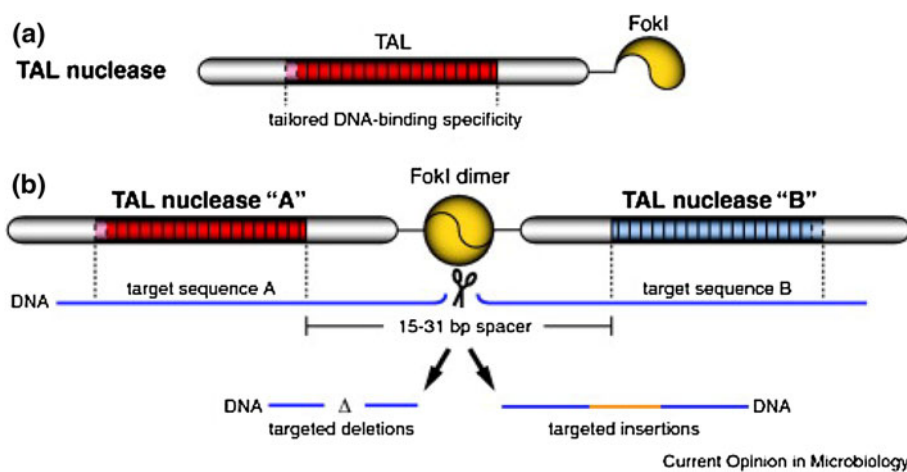 (a)
TAL
FokI
TAL nuclease
tailored DNA-binding specificity
(b)
TAL nuclease “A”
FokI dimer
TAL nuclease “B”
target sequence A
target sequence B
DNA
15-31 bp spacer
DNA Δ
targeted deletions
DNA
targeted insertions
Current Opinion in Microbiology